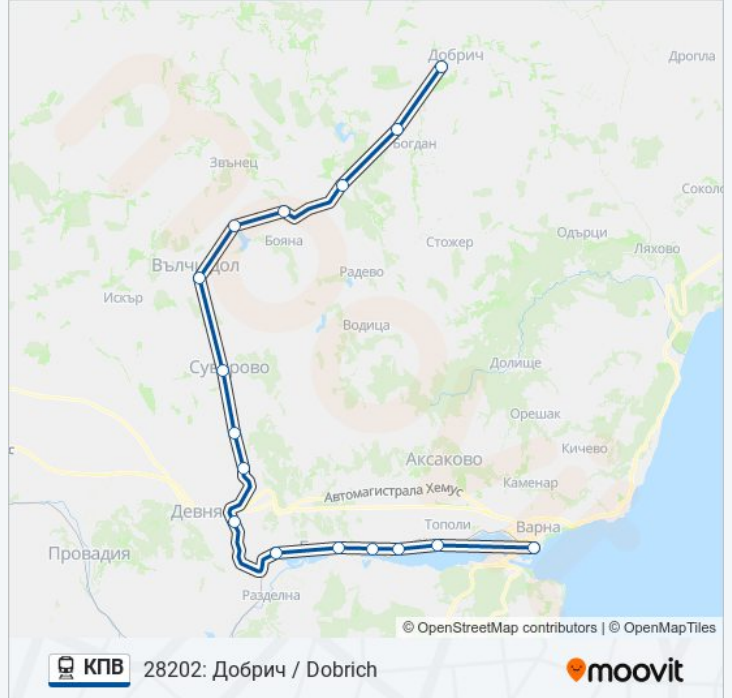 Добрич
Дропла
Богдан
Звънец
Соколо
Одърци
Бояна
Стожер
Ляхово
Вълчидол
Радево
Искър
Водица
Долище
Суворово
Орешак
Кичево
Аксаково
Каменар
Автомагистрала Хемус
Девня
Тополи
Варна
Провадия
Разделна
© OpenStreetMap contributors | © OpenMapTiles
КПВ 28202: Добрич / Dobrich
moovit